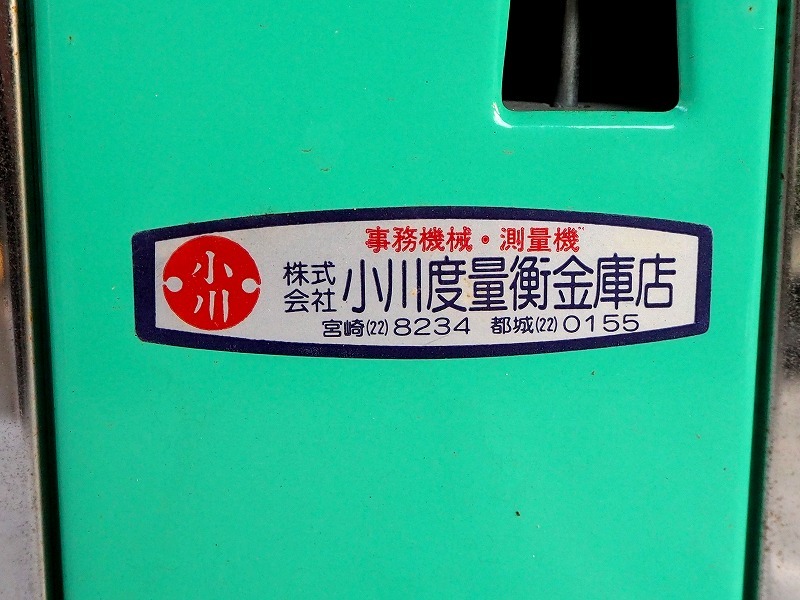 小川
事務機械・測量機
株式会社 小川度量衡金庫店
宮崎(22)8234 都城(22)0155